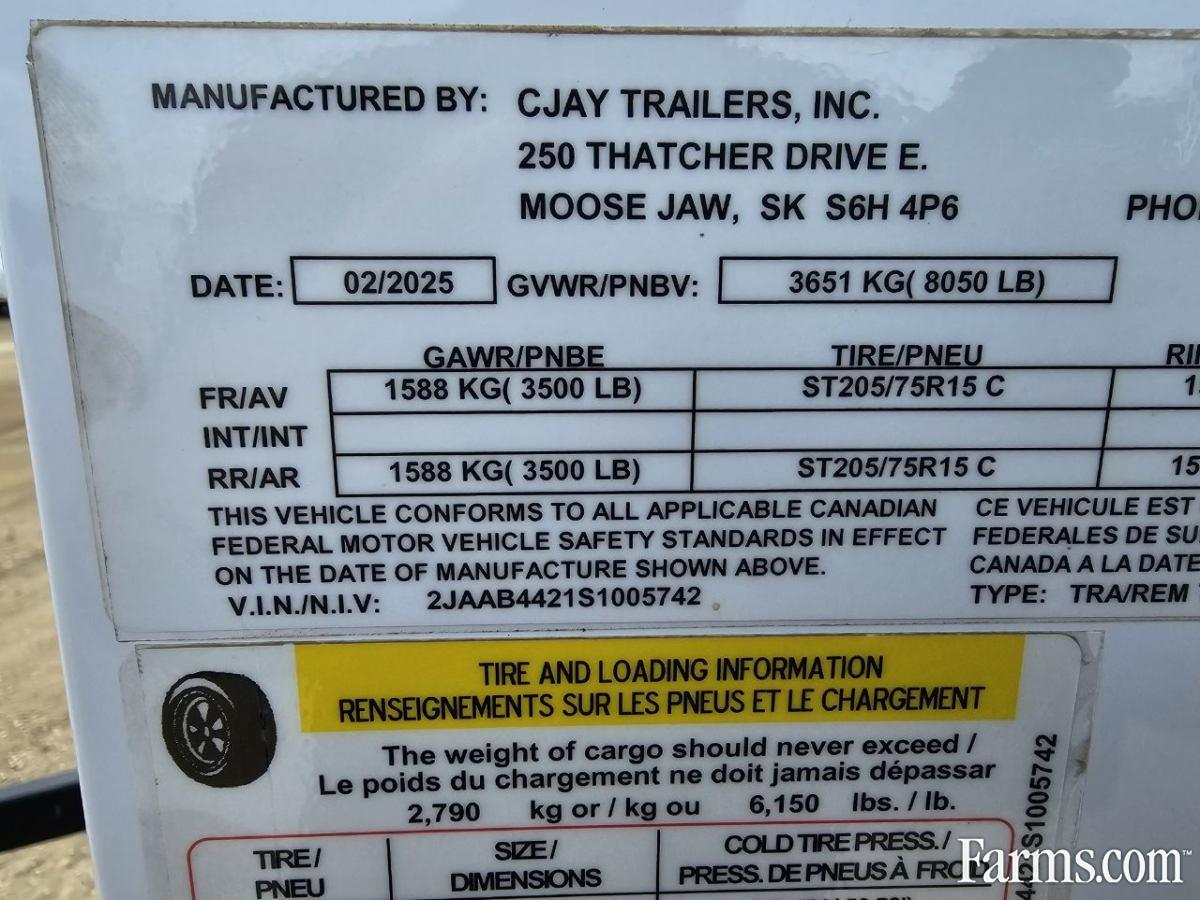 MANUFACTURED BY: CJAY TRAILERS, INC.
250 THATCHER DRIVE E.
MOOSE JAW, SK S6H 4P6
DATE: 02/2025 GVWR/PNBV: 3651 KG( 8050 LB)
GAWR/PNBE TIRE/PNEU
FR/AV 1588 KG( 3500 LB) ST205/75R15 C
INT/INT
RR/AR 1588 KG( 3500 LB) ST205/75R15 C 15
THIS VEHICLE CONFORMS TO ALL APPLICABLE CANADIAN
FEDERAL MOTOR VEHICLE SAFETY STANDARDS IN EFFECT
ON THE DATE OF MANUFACTURE SHOWN ABOVE.
CE VEHICULE EST
FEDERALES DE
CANADA A LA DATE
V.I.N./N.I.V: 2JAAB4421S1005742
TYPE: TRA/REM
TIRE AND LOADING INFORMATION
RENSEIGNEMENTS SUR LES PNEUS ET LE CHARGEMENT
The weight of cargo should never exceed /
Le poids du chargement ne doit jamais dépassar
2,790 kg or / kg ou 6,150 lbs. / lb.
TIRE / PNEU
SIZE / DIMENSIONS
COLD TIRE PRESS. /
PRESS. DE PNEUS À FROID
Farms.com™